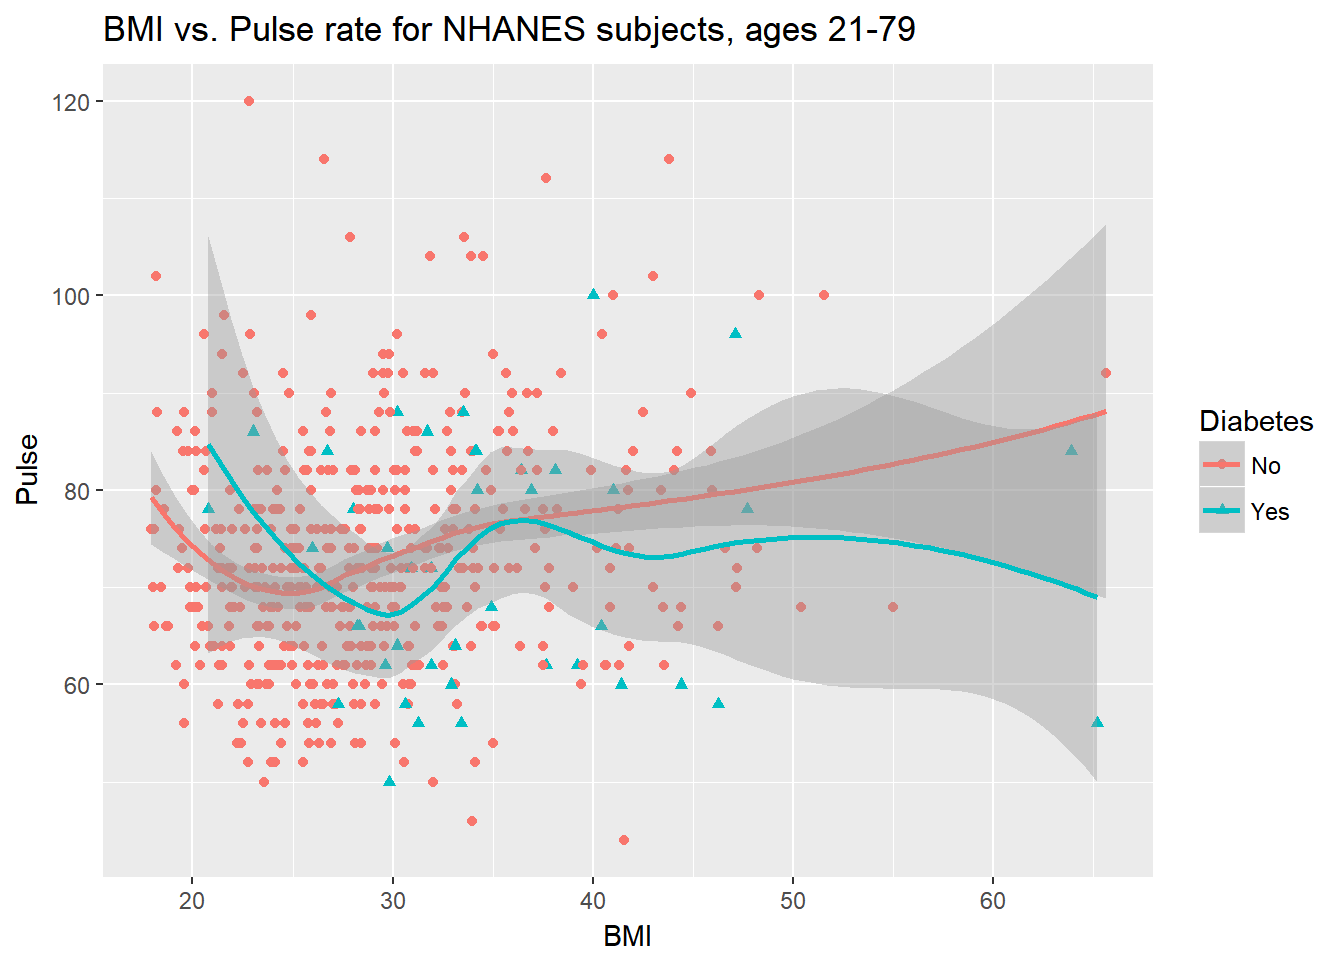 BMI vs. Pulse rate for NHANES subjects, ages 21-79
120
100
80
60
Pulse
20 30 40 50 60
BMI
Diabetes
No
Yes